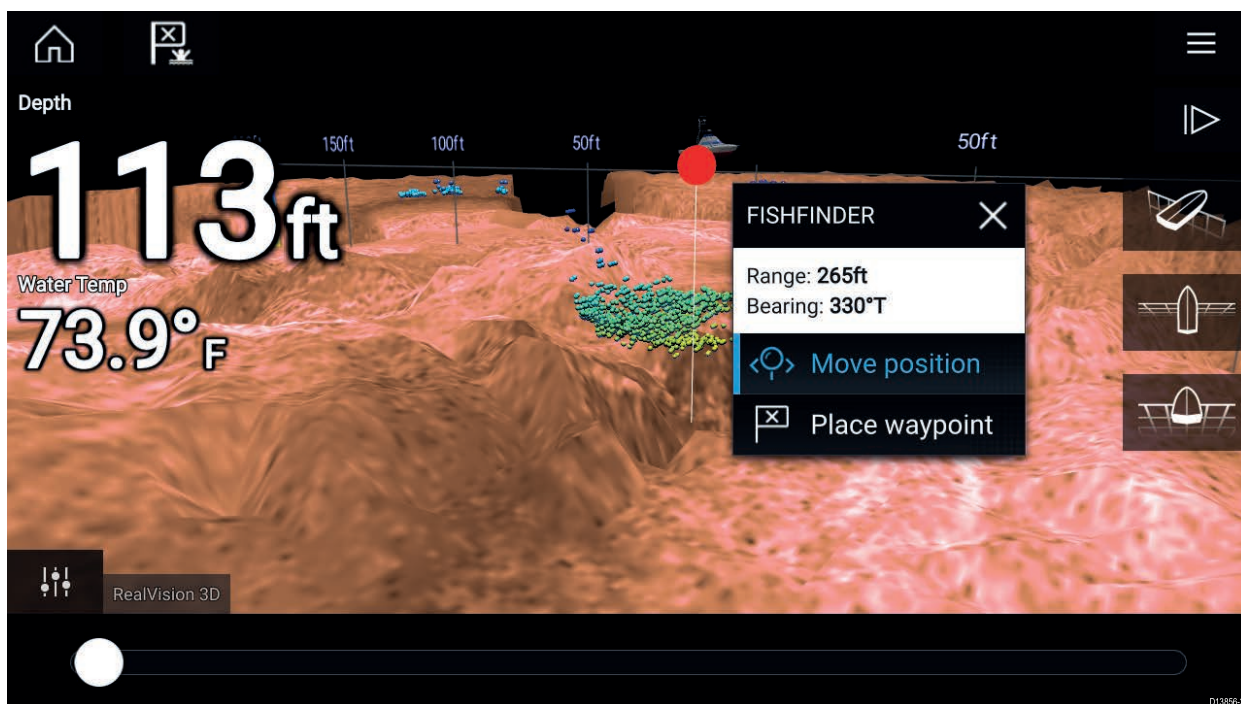 Depth
113ft
150ft
100ft
50ft
50ft
Water Temp
73.9°F
FISHFINDER
Range: 265ft
Bearing: 330°T
Move position
Place waypoint
RealVision 3D